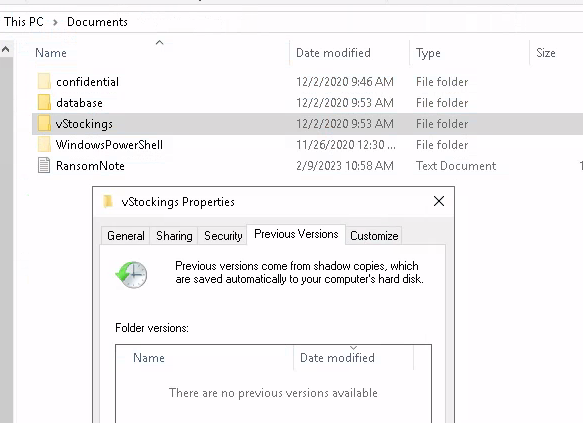 This PC > Documents
Name Date modified Type Size
confidential 12/2/2020 9:46 AM File folder
database 12/2/2020 9:53 AM File folder
vStockings 12/2/2020 9:53 AM File folder
WindowsPowerShell 11/26/2020 12:30 ... File folder
RansomNote 2/9/2023 10:58 AM Text Document
vStockings Properties
General Sharing Security Previous Versions Customize
Previous versions come from shadow copies, which
are saved automatically to your computer's hard disk.
Folder versions:
Name Date modified
There are no previous versions available